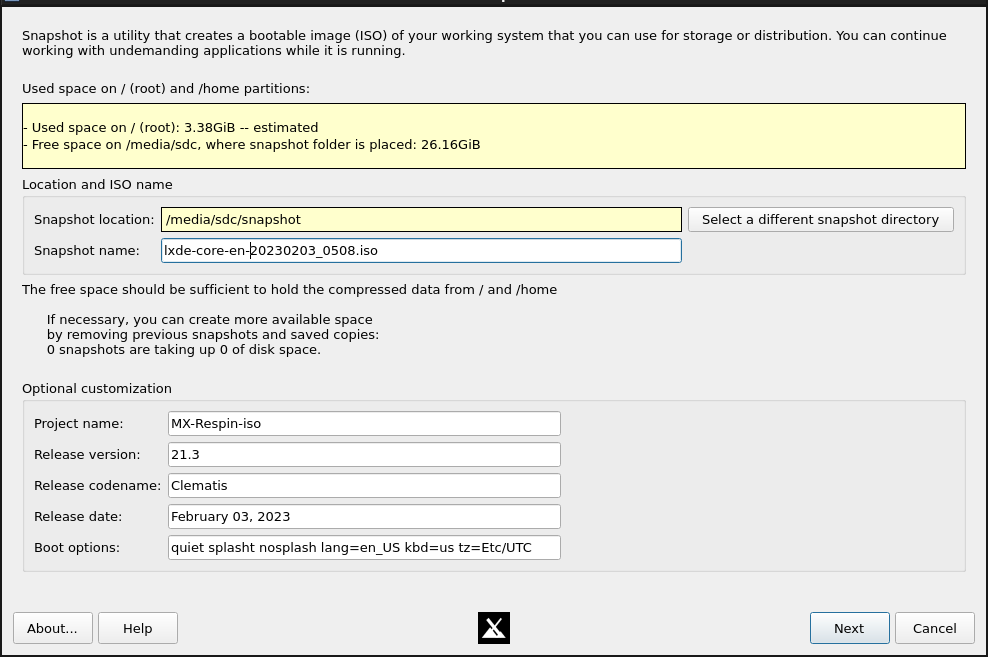 Snapshot is a utility that creates a bootable image (ISO) of your working system that you can use for storage or distribution. You can continue
working with undemanding applications while it is running.
Used space on / (root) and /home partitions:
- Used space on / (root): 3.38GiB -- estimated
- Free space on /media/sdc, where snapshot folder is placed: 26.16GiB
Location and ISO name
Snapshot location: /media/sdc/snapshot Select a different snapshot directory
Snapshot name: lxde-core-en-20230203_0508.iso
The free space should be sufficient to hold the compressed data from / and /home
If necessary, you can create more available space
by removing previous snapshots and saved copies:
0 snapshots are taking up 0 of disk space.
Optional customization
Project name: MX-Respin-iso
Release version: 21.3
Release codename: Clematis
Release date: February 03, 2023
Boot options: quiet splasht nosplash lang=en_US kbd=us tz=Etc/UTC
About... Help Next Cancel